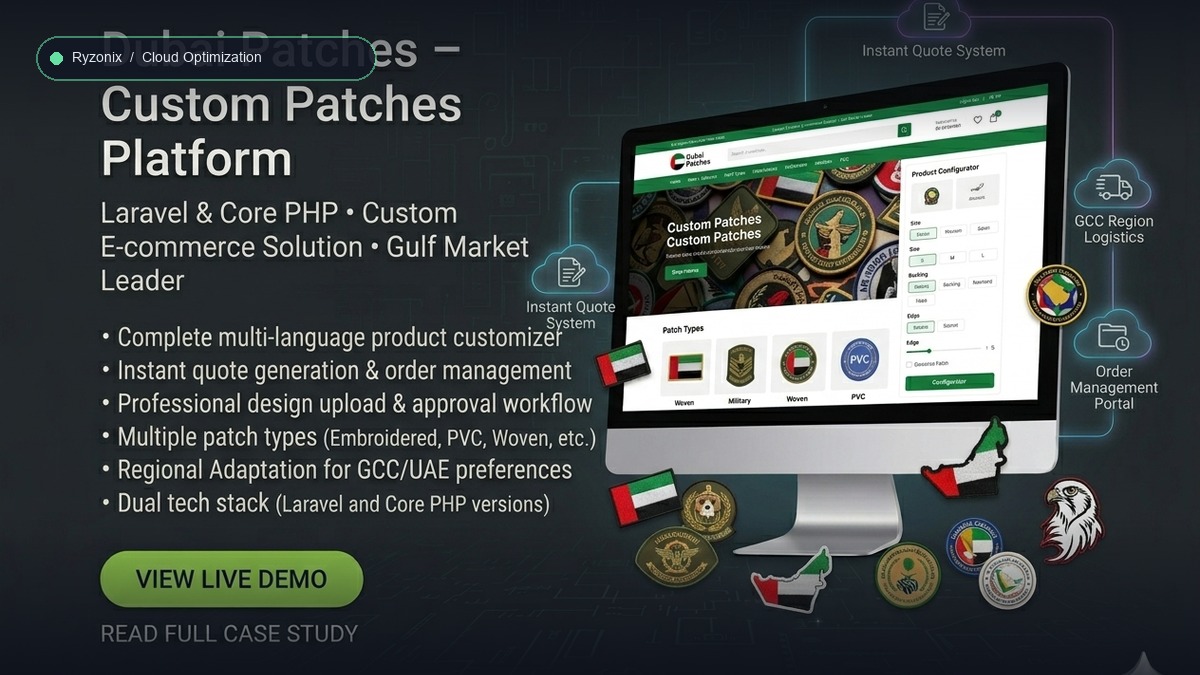 Dubai Patches –
Ryzonix / Cloud Optimization
Custom Patches
Platform
Laravel & Core PHP • Custom
E-commerce Solution • Gulf Market
Leader
• Complete multi-language product customizer
• Instant quote generation & order management
• Professional design upload & approval workflow
• Multiple patch types (Embroidered, PVC, Woven, etc.)
• Regional Adaptation for GCC/UAE preferences
• Dual tech stack (Laravel and Core PHP versions)
VIEW LIVE DEMO
READ FULL CASE STUDY
Instant Quote System
Instant Quote
System
GCC Region
Logistics
Order
Management
Portal
Dubai
Patches
Custom Patches
Custom Patches
Product Configurator
Size
S M L
Backing
Backing
Edge
Configurator
Patch Types
PVC
Woven
Military
Woven
PVC